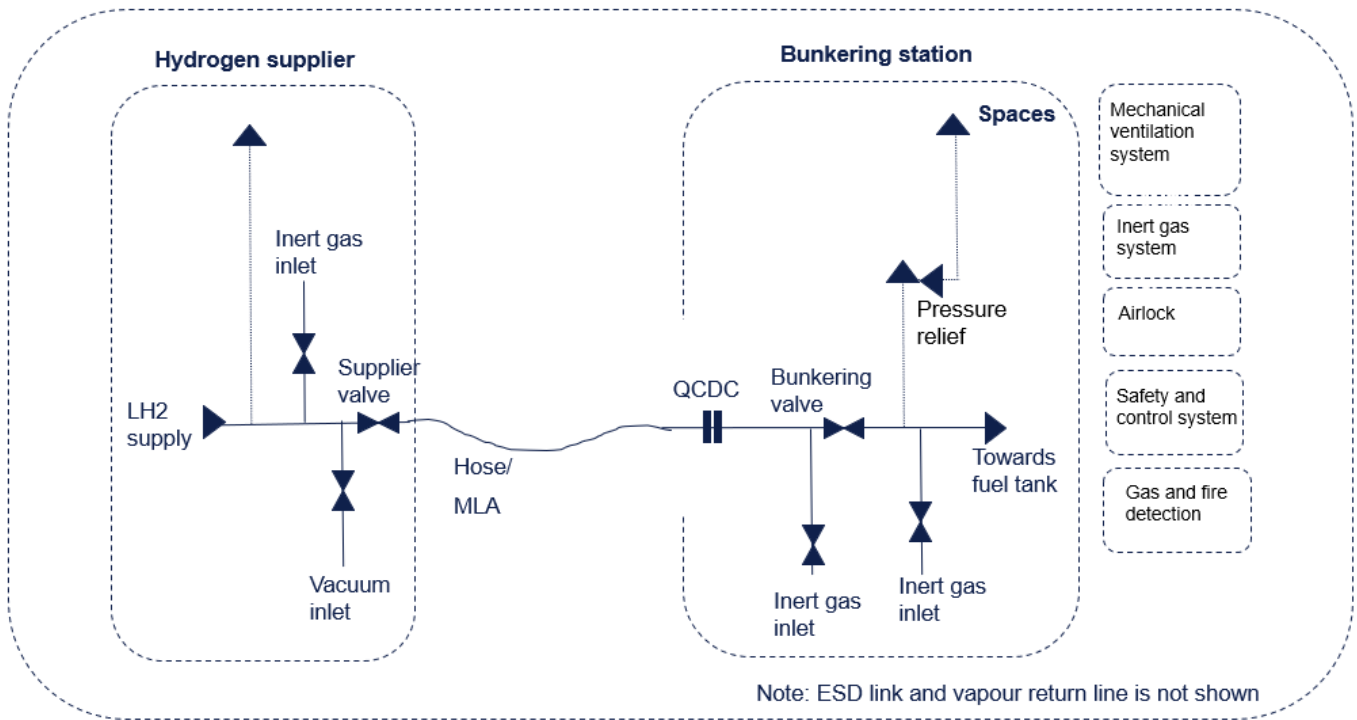 Hydrogen supplier
Inert gas
inlet
Supplier
valve
LH2
supply
Vacuum
inlet
Hose/
MLA
Bunkering station
Spaces
Pressure
relief
QCDC
Bunkering
valve
Towards
fuel tank
Inert gas
inlet
Inert gas
inlet
Mechanical
ventilation
system
Inert gas
system
Airlock
Safety and
control system
Gas and fire
detection
Note: ESD link and vapour return line is not shown